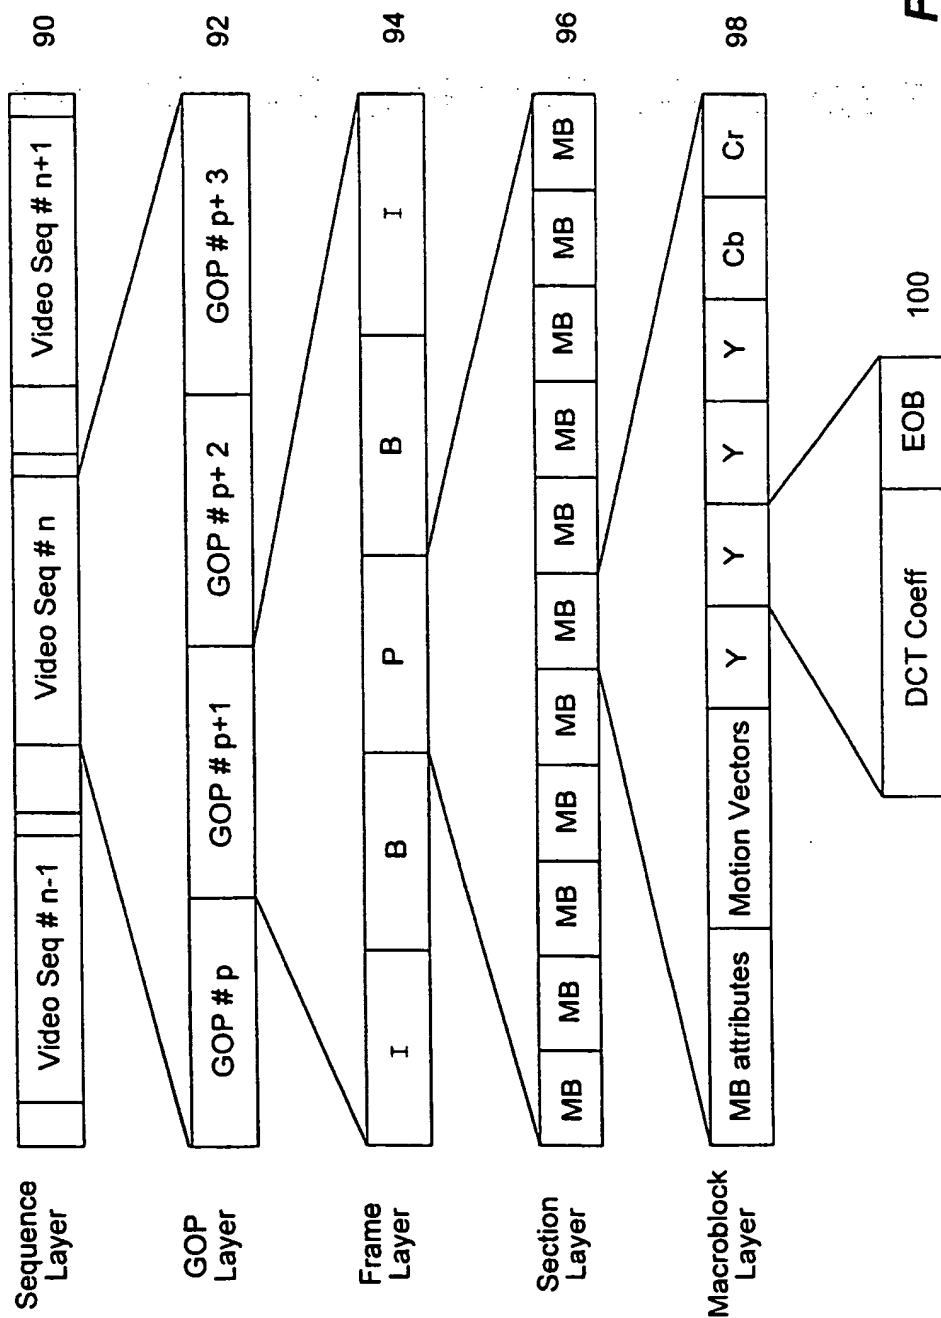 Sequence
Layer
Video Seq # n-1 Video Seq # n Video Seq # n+1 90
GOP
Layer
GOP # p GOP # p+1 GOP # p+ 2 GOP # p+ 3 92
Frame
Layer
I B P B I 94
Section
Layer
MB MB MB MB MB MB MB MB MB MB MB 96
Macroblock
Layer
MB attributes Motion Vectors Y Y Y Y Cb Cr 98
DCT Coeff EOB 100